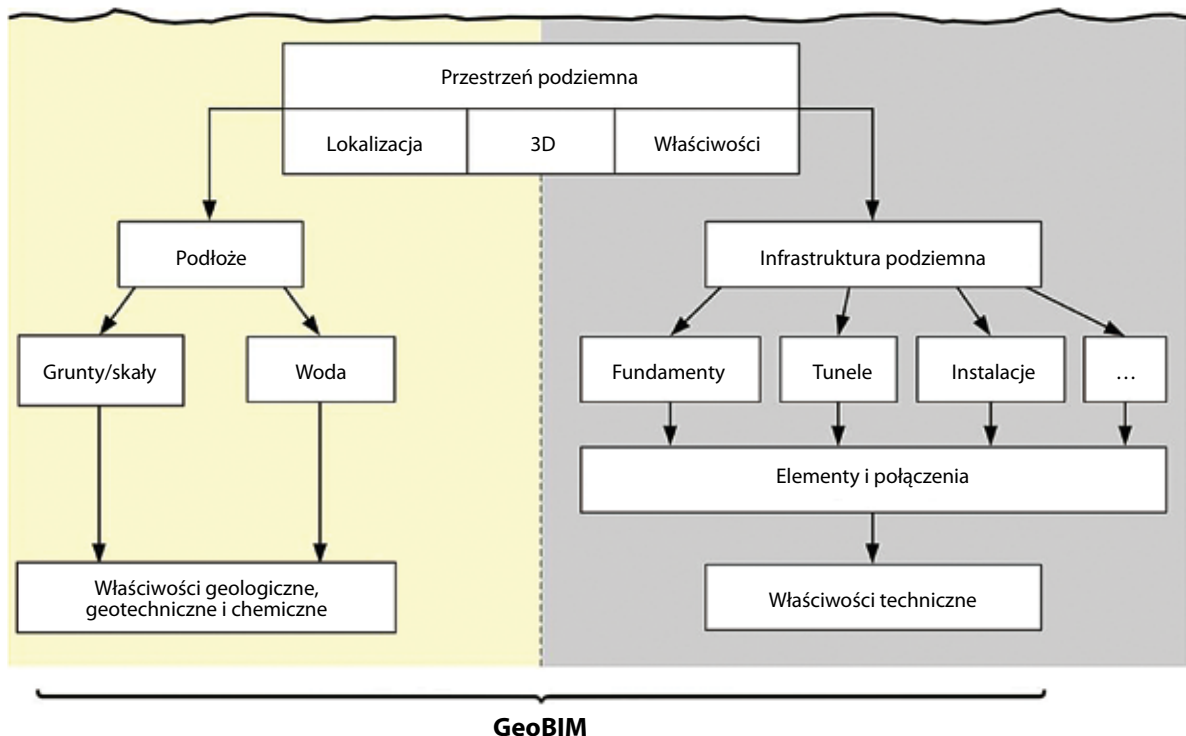 Przestrzeń podziemna
Lokalizacja
3D
Właściwości
Podłoże
Infrastruktura podziemna
Grunty/skały
Woda
Fundamenty
Tunele
Instalacje
...
Elementy i połączenia
Właściwości geologiczne,
geotechniczne i chemiczne
Właściwości techniczne
GeoBIM